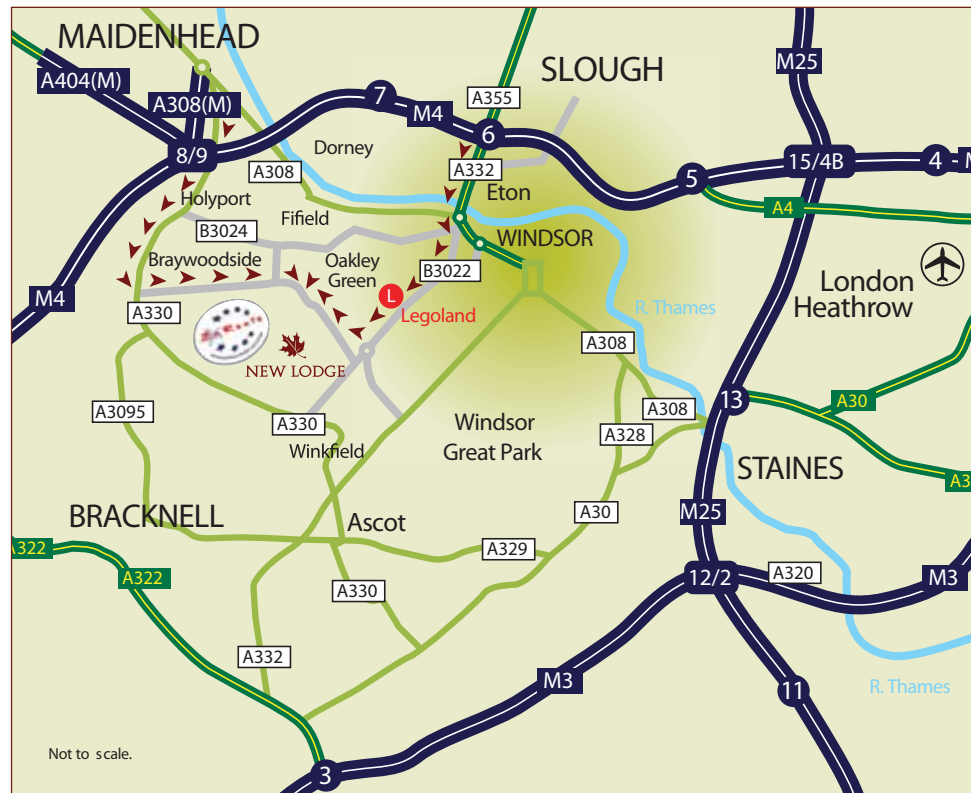 MAIDENHEAD
A404(M)
A308(M)
8/9
7
M4
A355
6
SLOUGH
M25
15/4B
4
5
A4
Dorney
A308
A332
Eton
Holyport
Fifield
B3024
WINDSOR
Braywoodside
Oakley
Green
B3022
L
Legoland
London
Heathrow
R. Thames
M4
A330
NEW LODGE
A308
A3095
A330
Winkfield
Windsor
Great Park
A308
A328
13
A30
STAINES
BRACKNELL
Ascot
A30
M25
A322
A322
A329
A330
12/2
A320
M3
A332
M3
11
R. Thames
Not to scale.
3